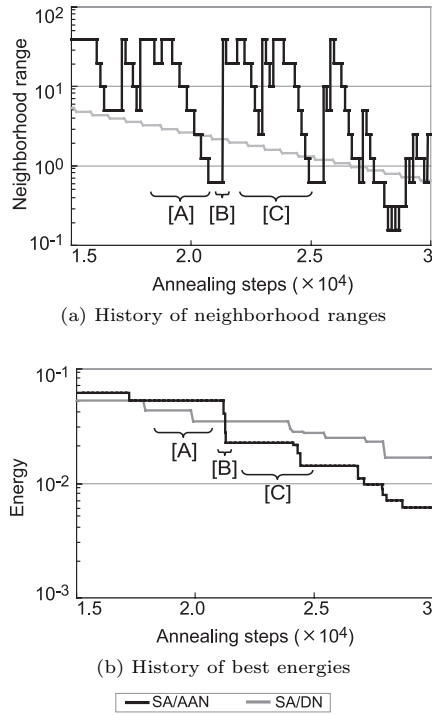 10²
10¹
10⁰
10⁻¹
Neighborhood range
[A]
[B]
[C]
1.5
2.0
2.5
3.0
Annealing steps (×10⁴)
(a) History of neighborhood ranges
10⁻¹
10⁻²
10⁻³
Energy
[A]
[B]
[C]
1.5
2.0
2.5
3.0
Annealing steps (×10⁴)
(b) History of best energies
SA/AAN
SA/DN